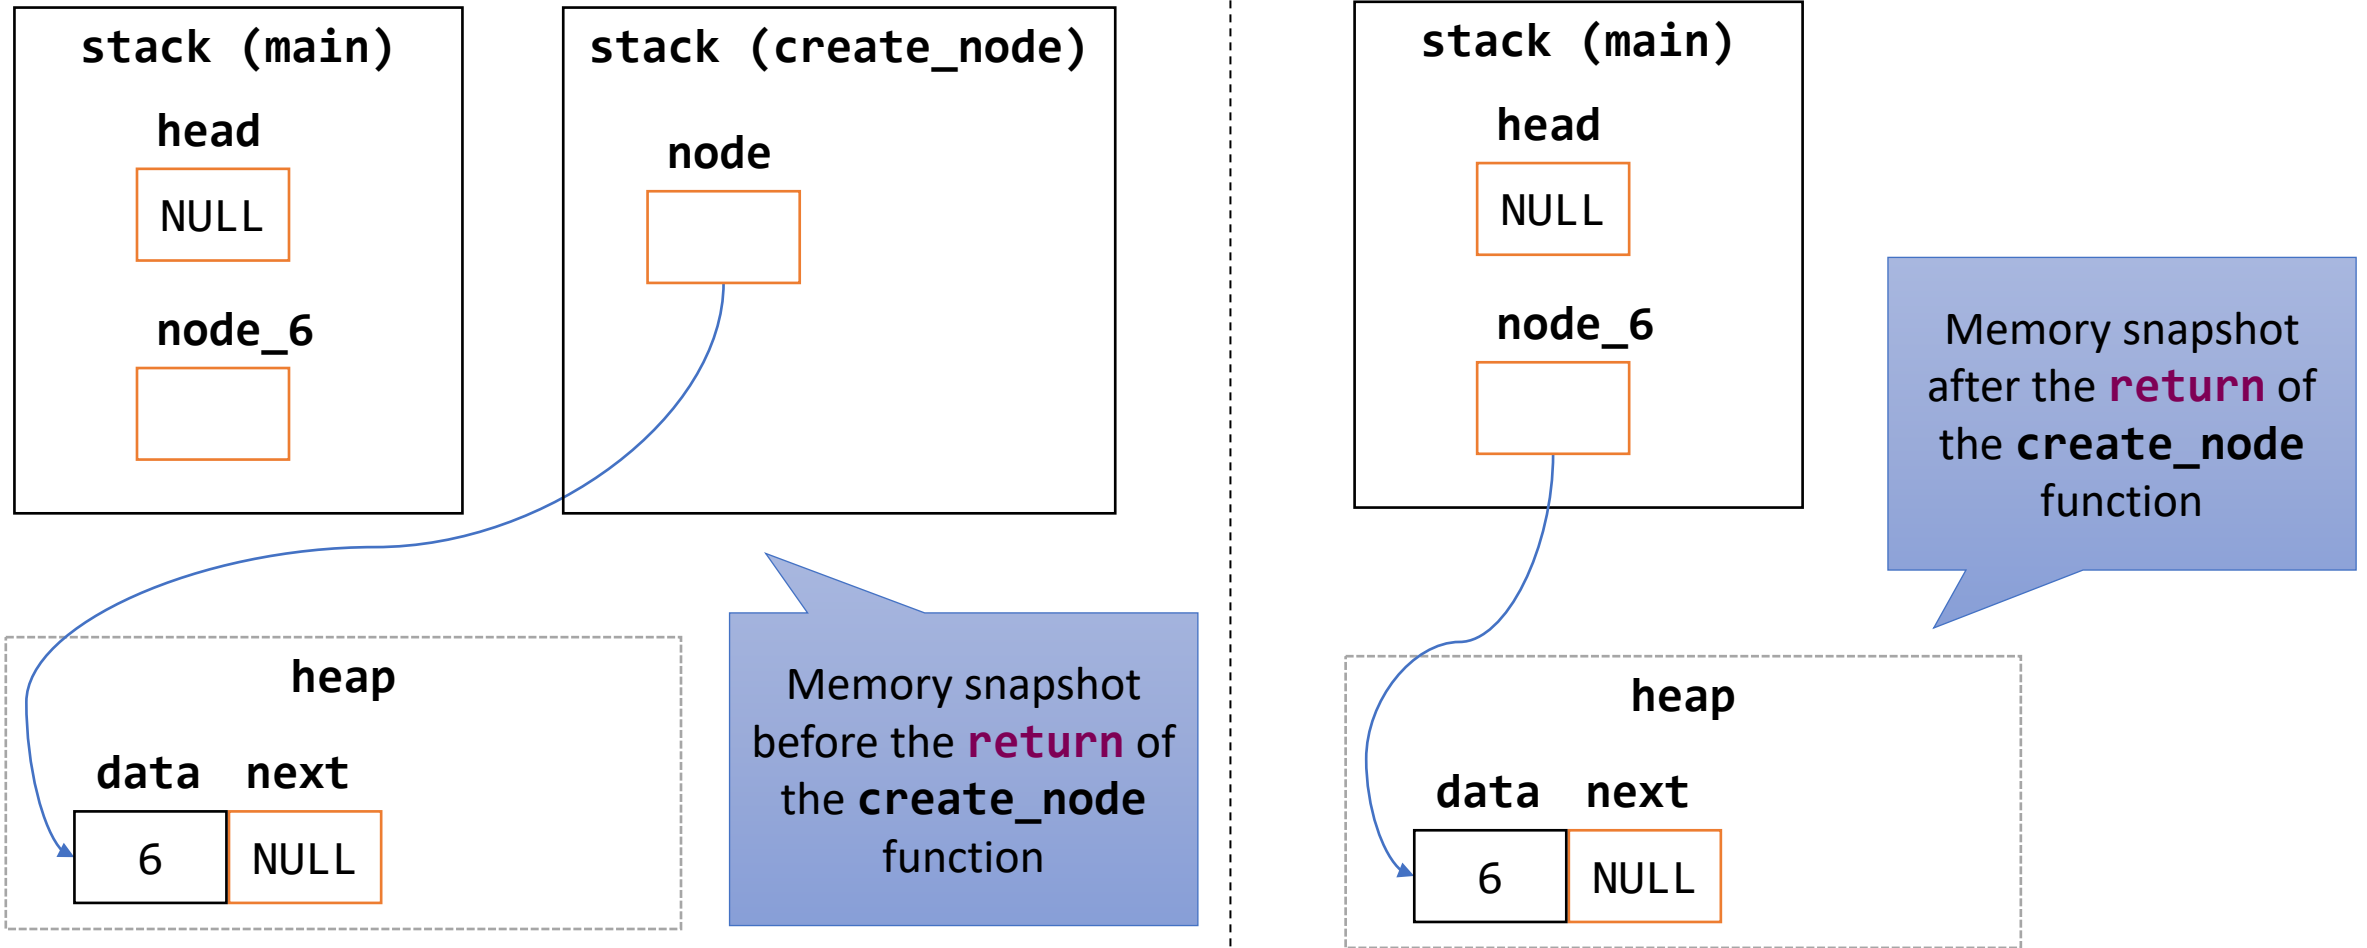 stack (main)
head
NULL
node_6
stack (create_node)
node
heap
data next
6 NULL
Memory snapshot
before the return of
the create_node
function
stack (main)
head
NULL
node_6
Memory snapshot
after the return of
the create_node
function
heap
data next
6 NULL